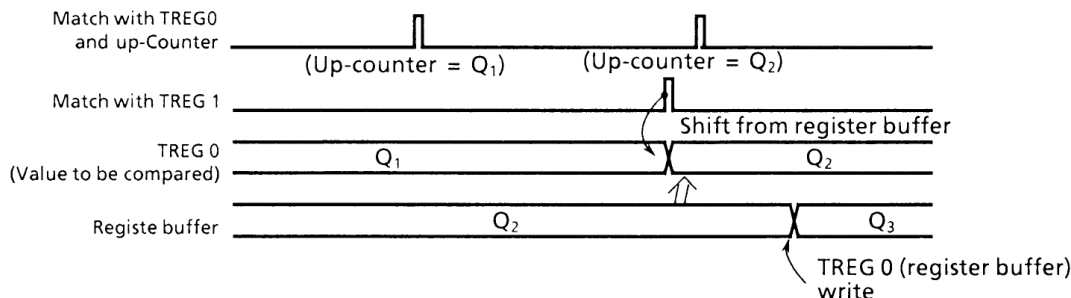 Match with TREG0
and up-Counter
(Up-counter = Q₁)
(Up-counter = Q₂)
Match with TREG 1
Shift from register buffer
TREG 0
(Value to be compared)
Q₁
Q₂
Registe buffer
Q₂
Q₃
TREG 0 (register buffer)
write